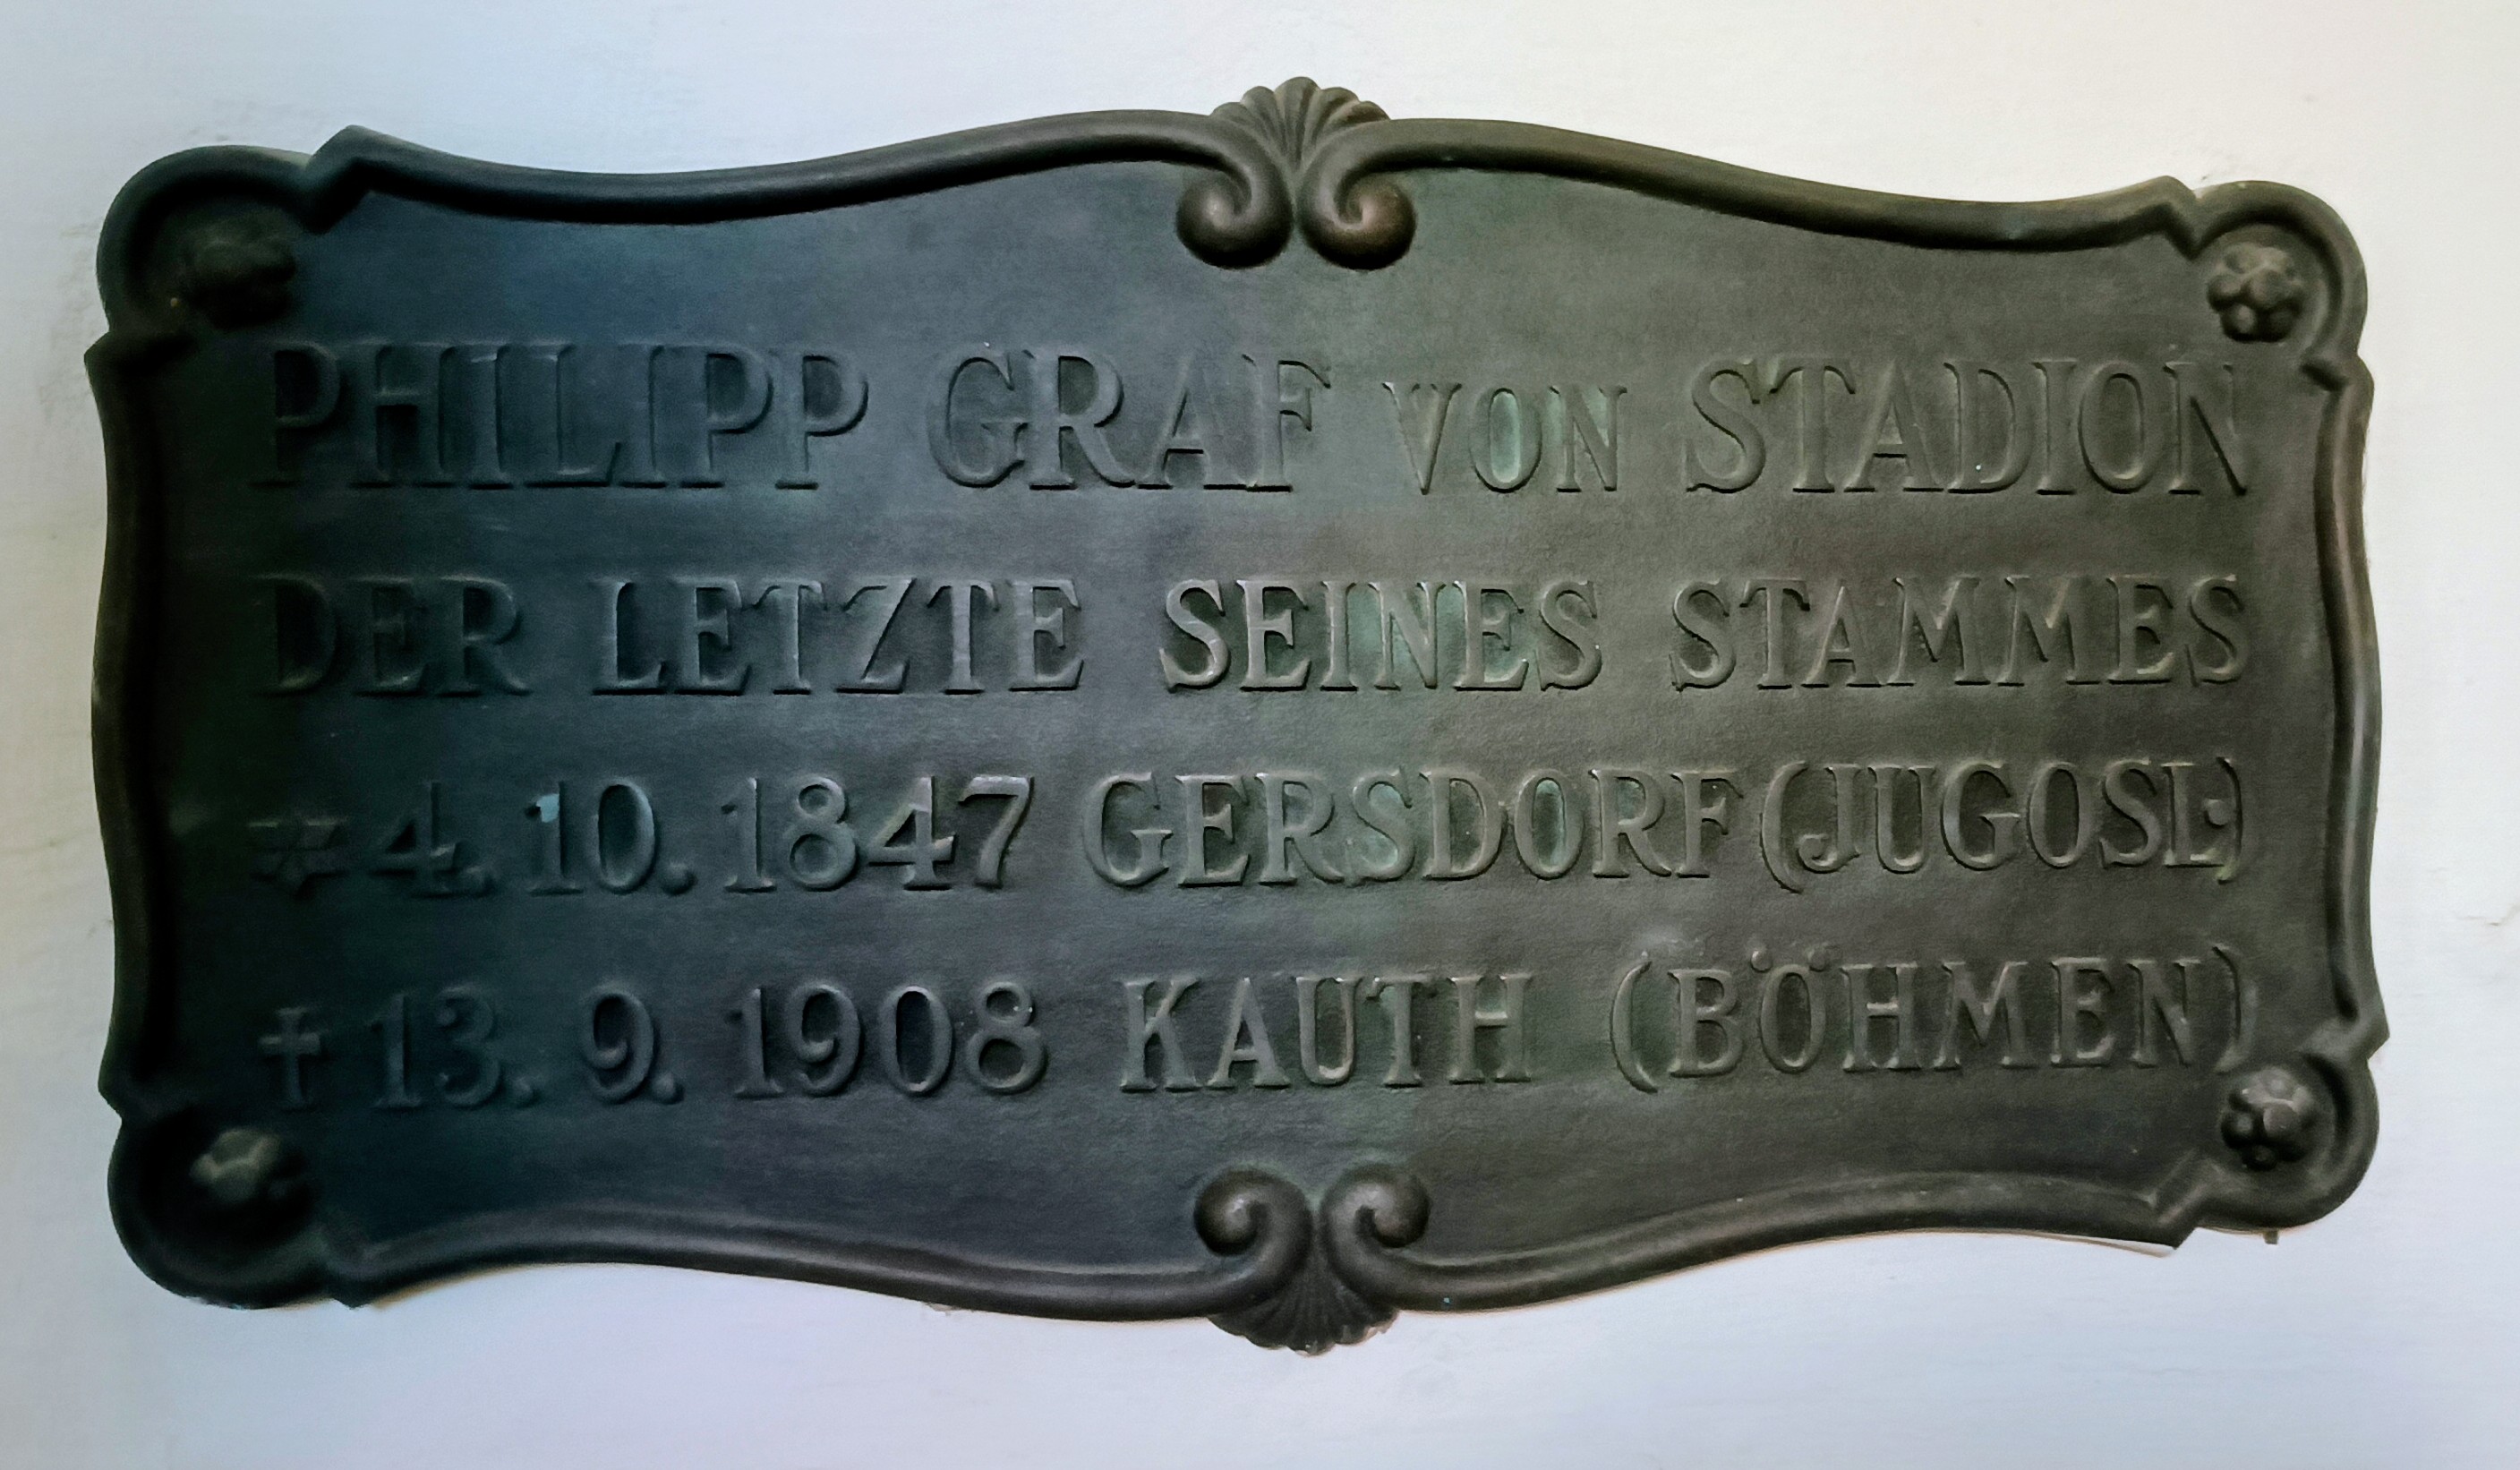 PHILIPP GRAF VON STADION
DER LETZTE SEINES STAMMES
* 4. 10. 1847 GERSDORF (JUGOSL.)
† 13. 9. 1908 KAUTH (BÖHMEN)